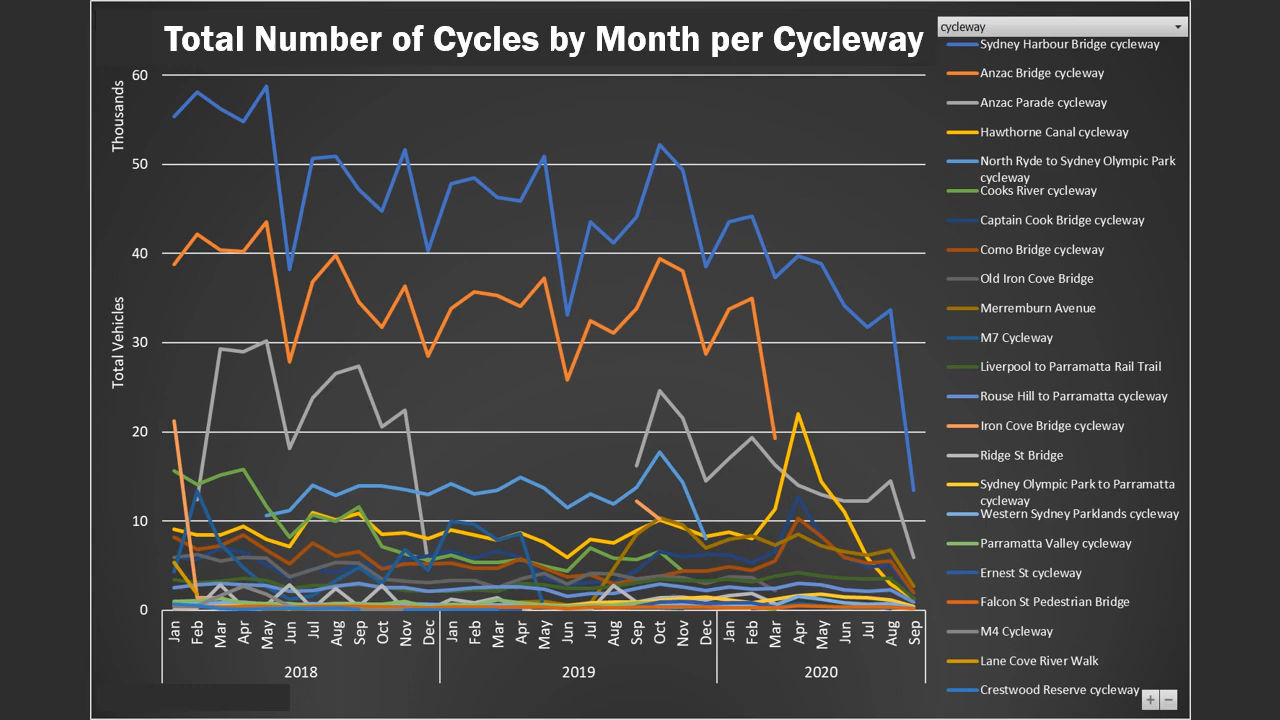 Total Number of Cycles by Month per Cycleway
cycleway
Sydney Harbour Bridge cycleway
Anzac Bridge cycleway
Anzac Parade cycleway
Hawthorne Canal cycleway
North Ryde to Sydney Olympic Park
cycleway
Cooks River cycleway
Captain Cook Bridge cycleway
Como Bridge cycleway
Old Iron Cove Bridge
Merremburn Avenue
M7 Cycleway
Liverpool to Parramatta Rail Trail
Rouse Hill to Parramatta cycleway
Iron Cove Bridge cycleway
Ridge St Bridge
Sydney Olympic Park to Parramatta
cycleway
Western Sydney Parklands cycleway
Parramatta Valley cycleway
Ernest St cycleway
Falcon St Pedestrian Bridge
M4 Cycleway
Lane Cove River Walk
Crestwood Reserve cycleway
+ −
Thousands
Total Vehicles
60
50
40
30
20
10
0
Jan Feb Mar Apr May Jun Jul Aug Sep Oct Nov Dec Jan Feb Mar Apr May Jun Jul Aug Sep Oct Nov Dec Jan Feb Mar Apr May Jun Jul Aug Sep
2018 2019 2020